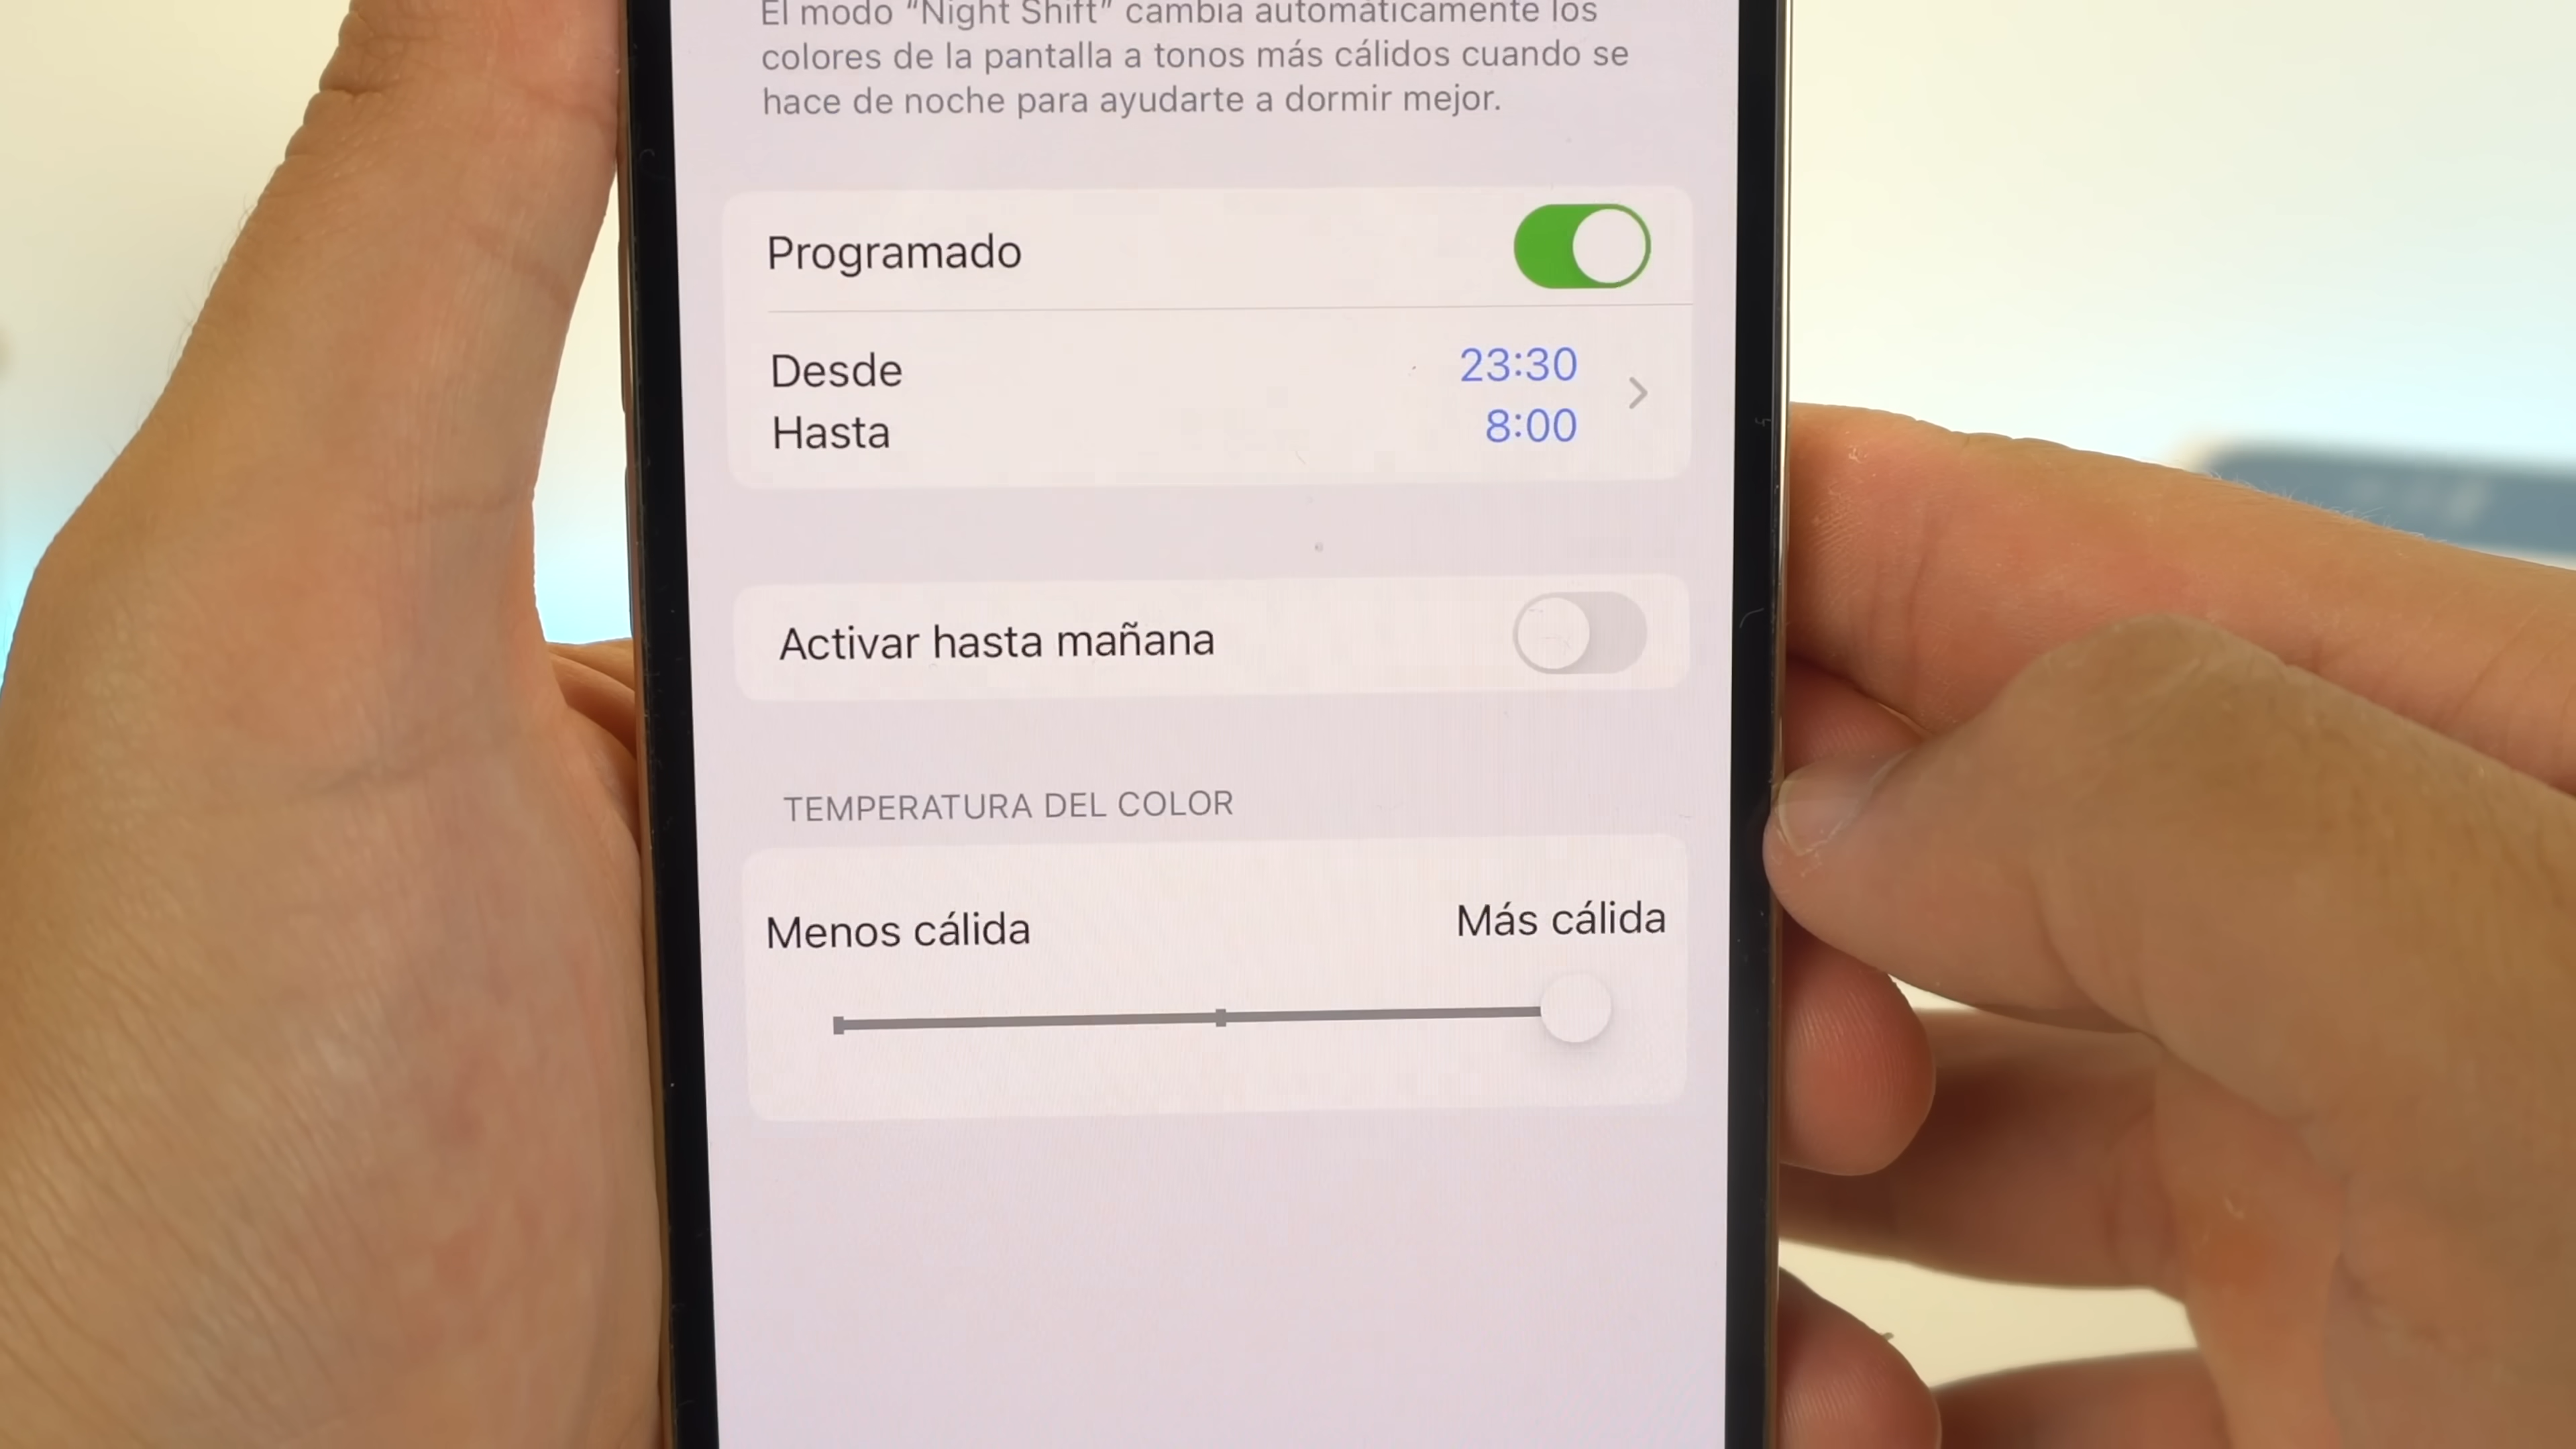 El modo “Night Shift” cambia automáticamente los
colores de la pantalla a tonos más cálidos cuando se
hace de noche para ayudarte a dormir mejor.
Programado
Desde 23:30
Hasta 8:00
Activar hasta mañana
TEMPERATURA DEL COLOR
Menos cálida Más cálida